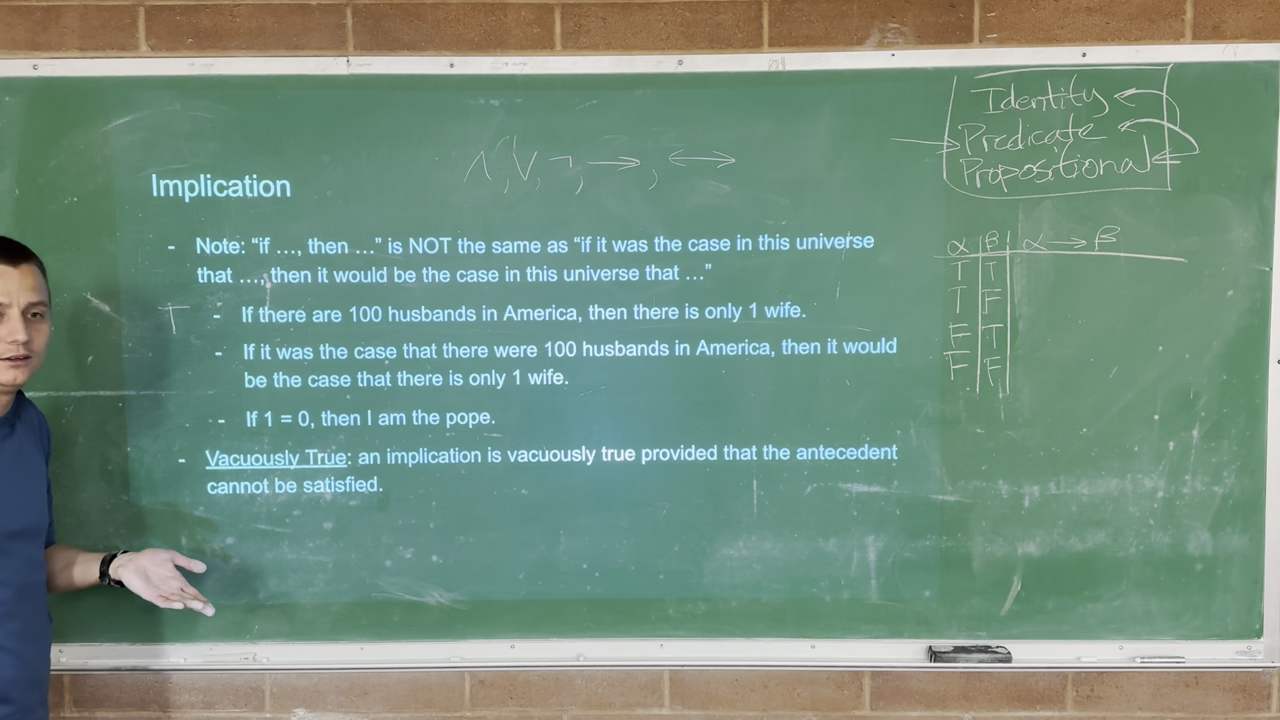 Identity
Predicate
Propositional
∧, ∨, ¬, →, ↔
Implication
- Note: “if …, then …” is NOT the same as “if it was the case in this universe
that …, then it would be the case in this universe that …”
T - If there are 100 husbands in America, then there is only 1 wife.
- If it was the case that there were 100 husbands in America, then it would
be the case that there is only 1 wife.
- If 1 = 0, then I am the pope.
- Vacuously True: an implication is vacuously true provided that the antecedent
cannot be satisfied.
α β α → β
T T
T F
F T
F F